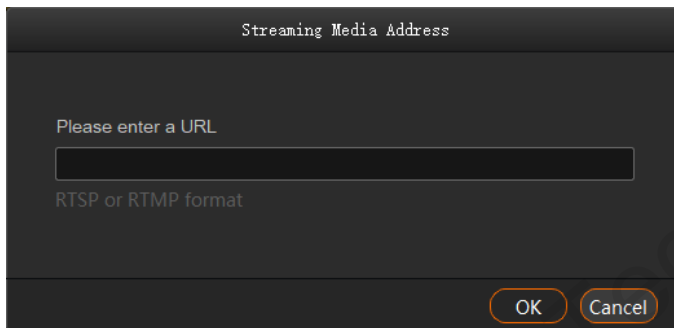 Streaming Media Address
Please enter a URL
RTSP or RTMP format
OK Cancel